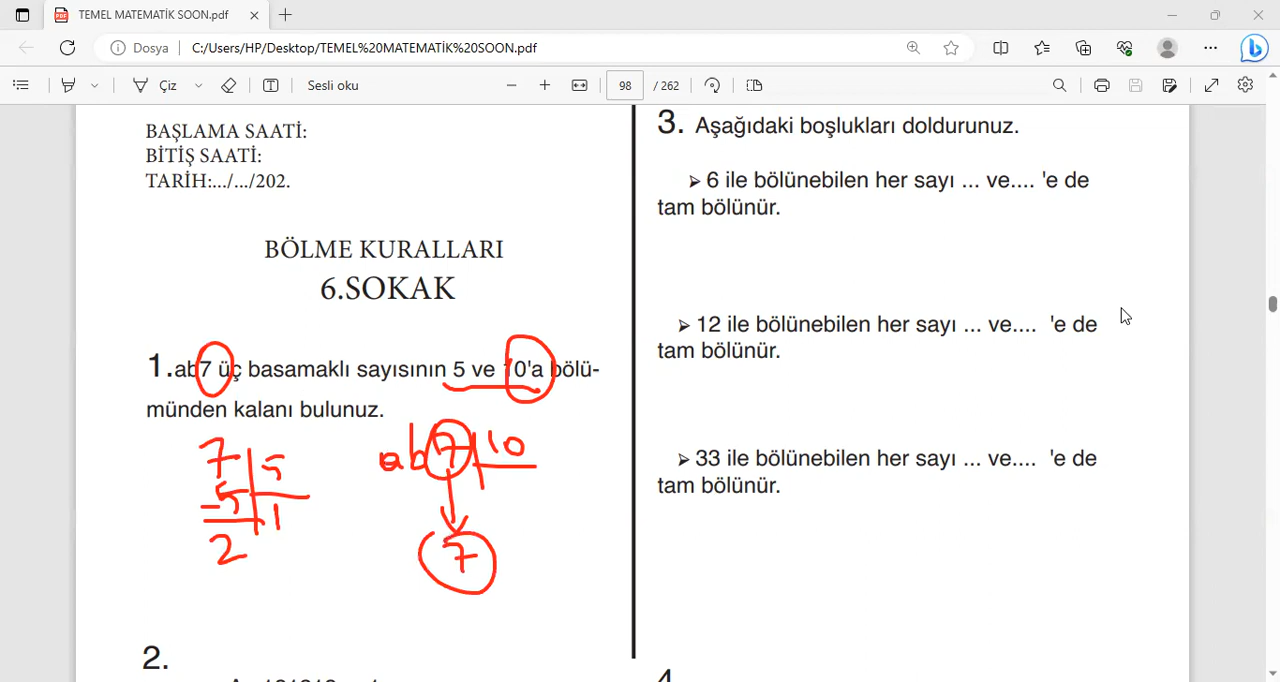 TEMEL MATEMATİK SOON.pdf
Dosya C:/Users/HP/Desktop/TEMEL%20MATEMATİK%20SOON.pdf
Çiz Sesli oku 98 / 262
BAŞLAMA SAATİ:
BİTİŞ SAATİ:
TARİH:.../.../202.
BÖLME KURALLARI
6.SOKAK
1.ab7 üç basamaklı sayısının 5 ve 10'a bölü-
münden kalanı bulunuz.
7 5
-5 1
2
ab7 10
7
2.
3. Aşağıdaki boşlukları doldurunuz.
➢ 6 ile bölünebilen her sayı ... ve.... 'e de
tam bölünür.
➢ 12 ile bölünebilen her sayı ... ve.... 'e de
tam bölünür.
➢ 33 ile bölünebilen her sayı ... ve.... 'e de
tam bölünür.